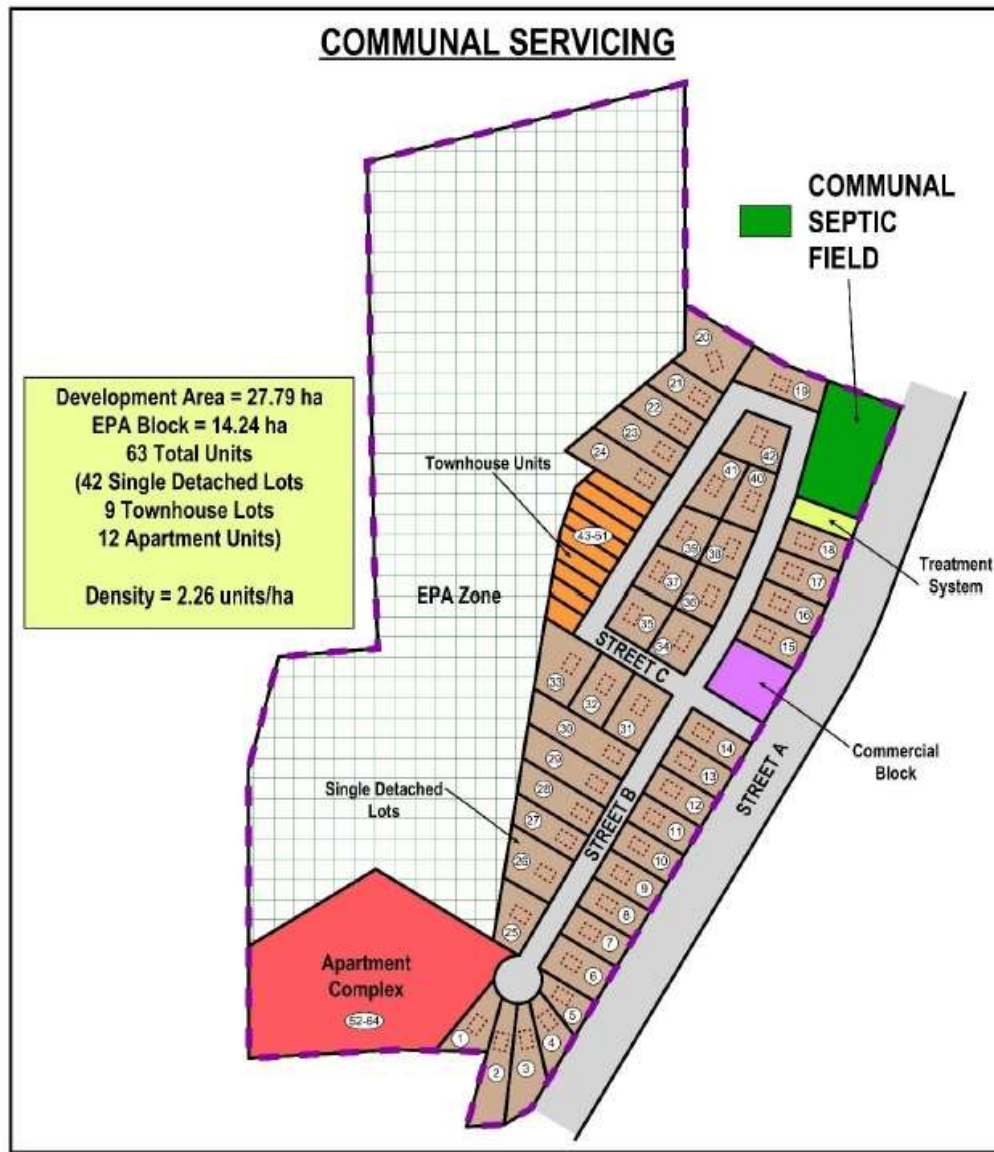 COMMUNAL SERVICING
COMMUNAL
SEPTIC
FIELD
Development Area = 27.79 ha
EPA Block = 14.24 ha
63 Total Units
(42 Single Detached Lots
9 Townhouse Lots
12 Apartment Units)
Density = 2.26 units/ha
20
19
21
22
23
24
42
41
40
Townhouse Units
43-51
39
38
18
Treatment
System
17
37
36
16
EPA Zone
35
34
15
STREET C
33
32
31
30
14
Commercial
Block
29
13
STREET A
Single Detached
Lots
28
12
27
STREET B
11
26
10
9
8
25
7
6
Apartment
Complex
52-64
5
4
1
2
3